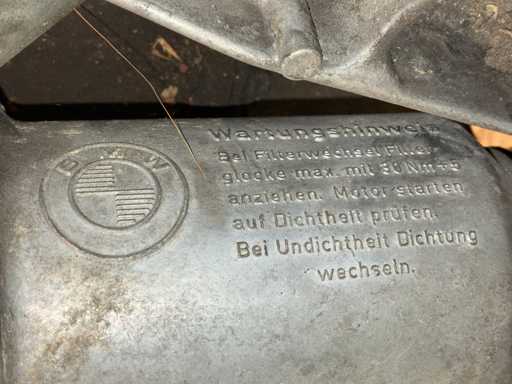 BMW
Wartungshinweis
Bei Filterwechsel Filter-
glocke max. mit 30 Nm+5
anziehen. Motor starten
auf Dichtheit prüfen.
Bei Undichtheit Dichtung
wechseln.